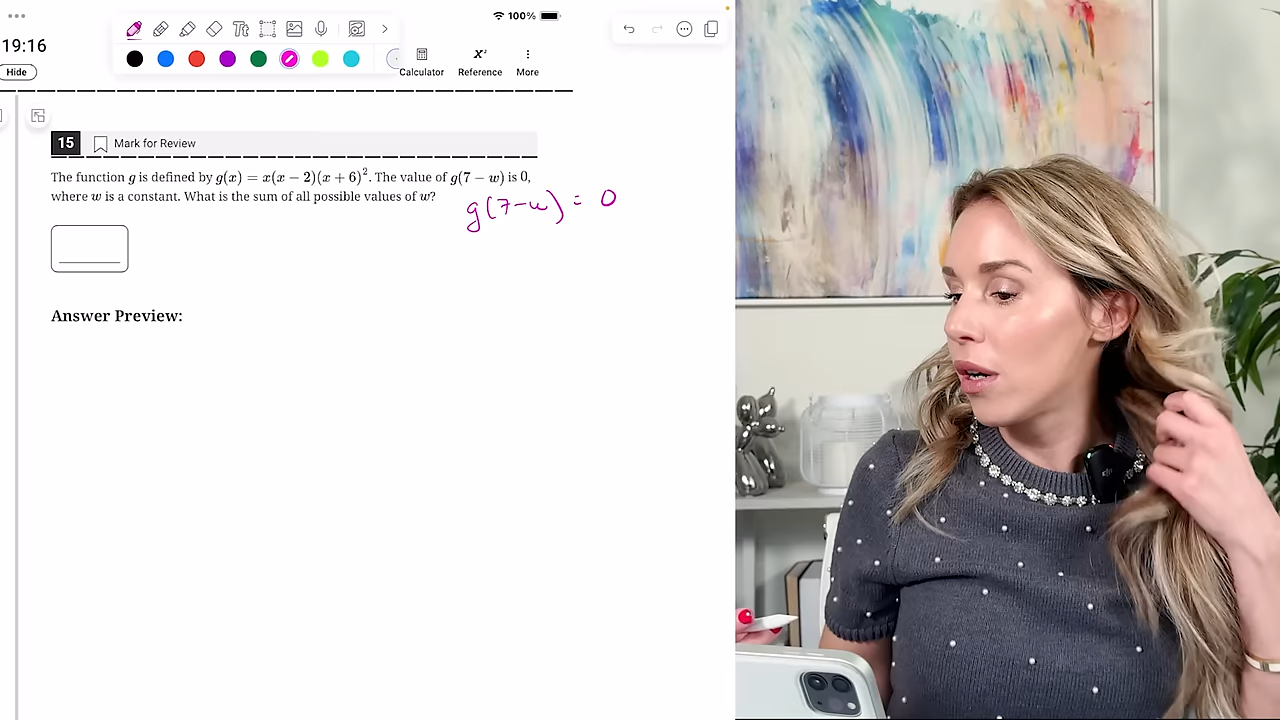 100%
19:16
Hide
Calculator
X² Reference
More
15 Mark for Review
The function g is defined by g(x) = x(x − 2)(x + 6)². The value of g(7 − w) is 0,
where w is a constant. What is the sum of all possible values of w?
g(7-w) = 0
Answer Preview: